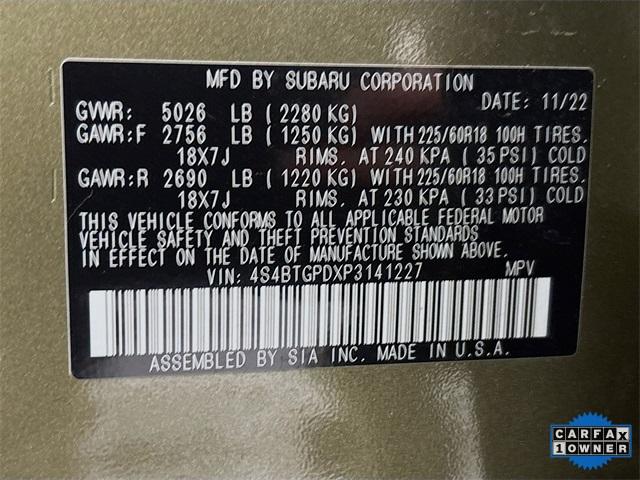 MFD BY SUBARU CORPORATION
DATE: 11/22
GVWR: 5026 LB ( 2280 KG)
GAWR:F 2756 LB ( 1250 KG) WITH 225/60R18 100H TIRES.
18X7J RIMS. AT 240 KPA ( 35 PSI) COLD
GAWR:R 2690 LB ( 1220 KG) WITH 225/60R18 100H TIRES.
18X7J RIMS. AT 230 KPA ( 33 PSI) COLD
THIS VEHICLE CONFORMS TO ALL APPLICABLE FEDERAL MOTOR
VEHICLE SAFETY AND THEFT PREVENTION STANDARDS
IN EFFECT ON THE DATE OF MANUFACTURE SHOWN ABOVE.
VIN: 4S4BTGPDXP3141227 MPV
ASSEMBLED BY SIA INC. MADE IN U.S.A.
CARFAX
1 OWNER